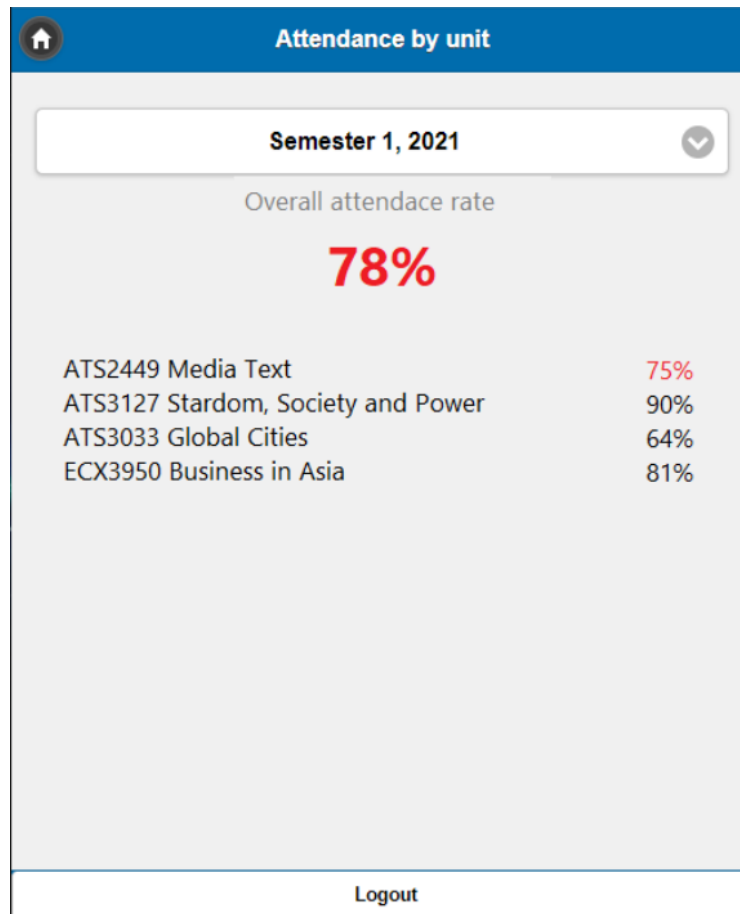 Attendance by unit
Semester 1, 2021
Overall attendace rate
78%
ATS2449 Media Text 75%
ATS3127 Stardom, Society and Power 90%
ATS3033 Global Cities 64%
ECX3950 Business in Asia 81%
Logout